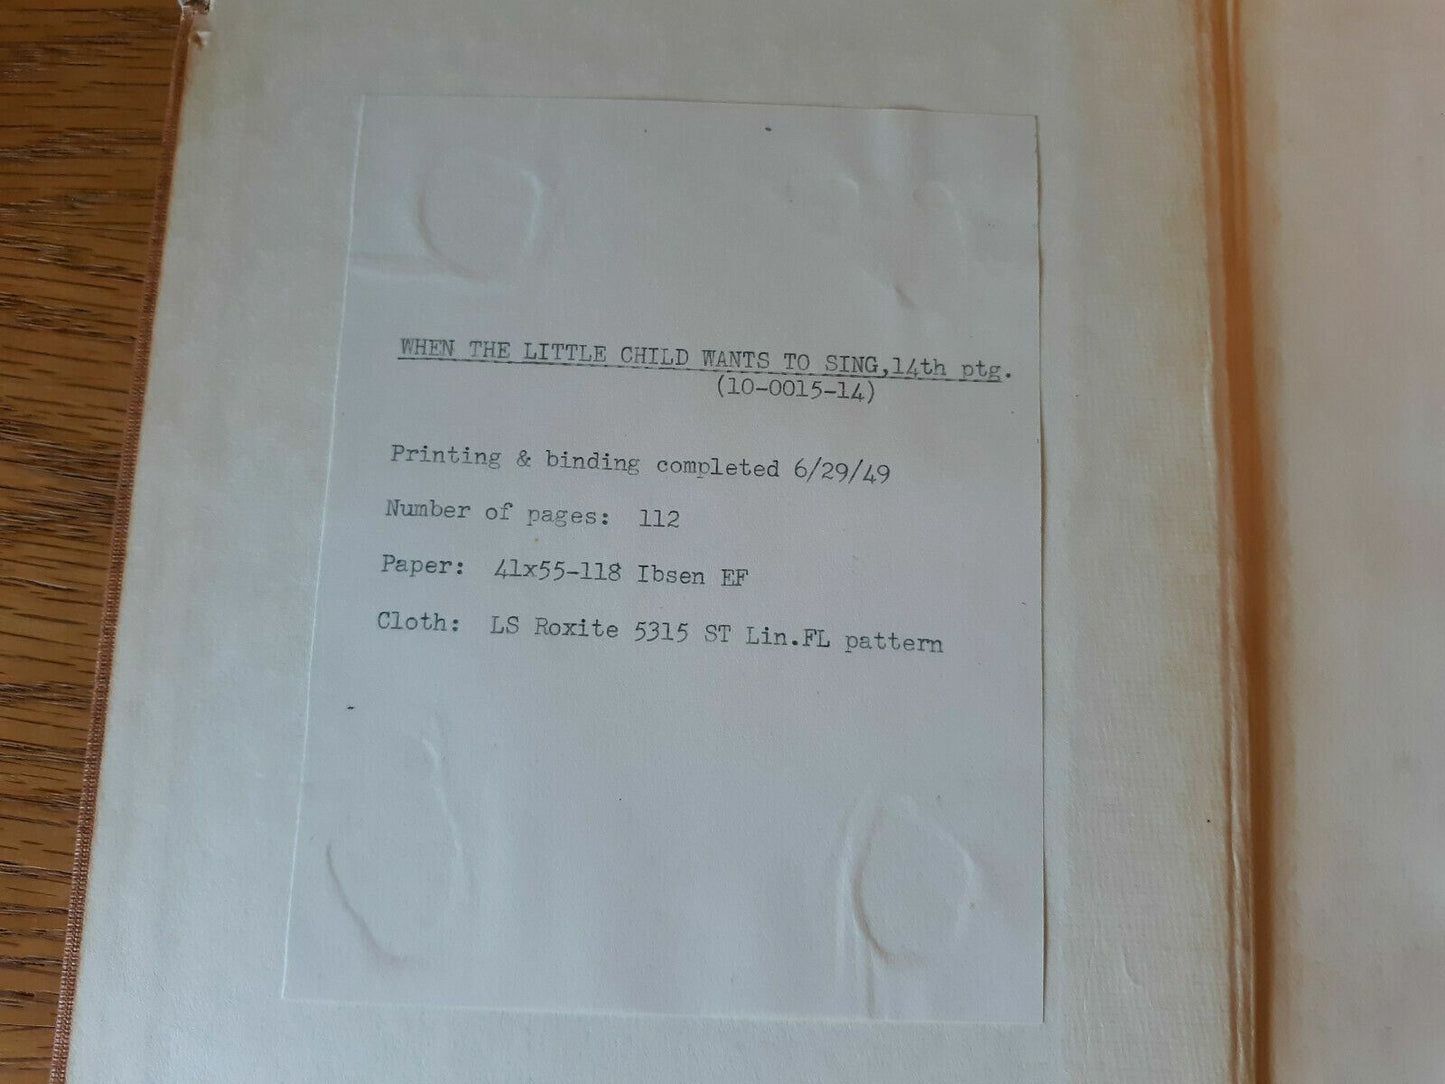 WHEN THE LITTLE CHILD WANTS TO SING,14th ptg.
(10-0015-14)
Printing & binding completed 6/29/49
Number of pages: 112
Paper: 41x55-118 Ibsen EF
Cloth: LS Roxite 5315 ST Lin.FL pattern